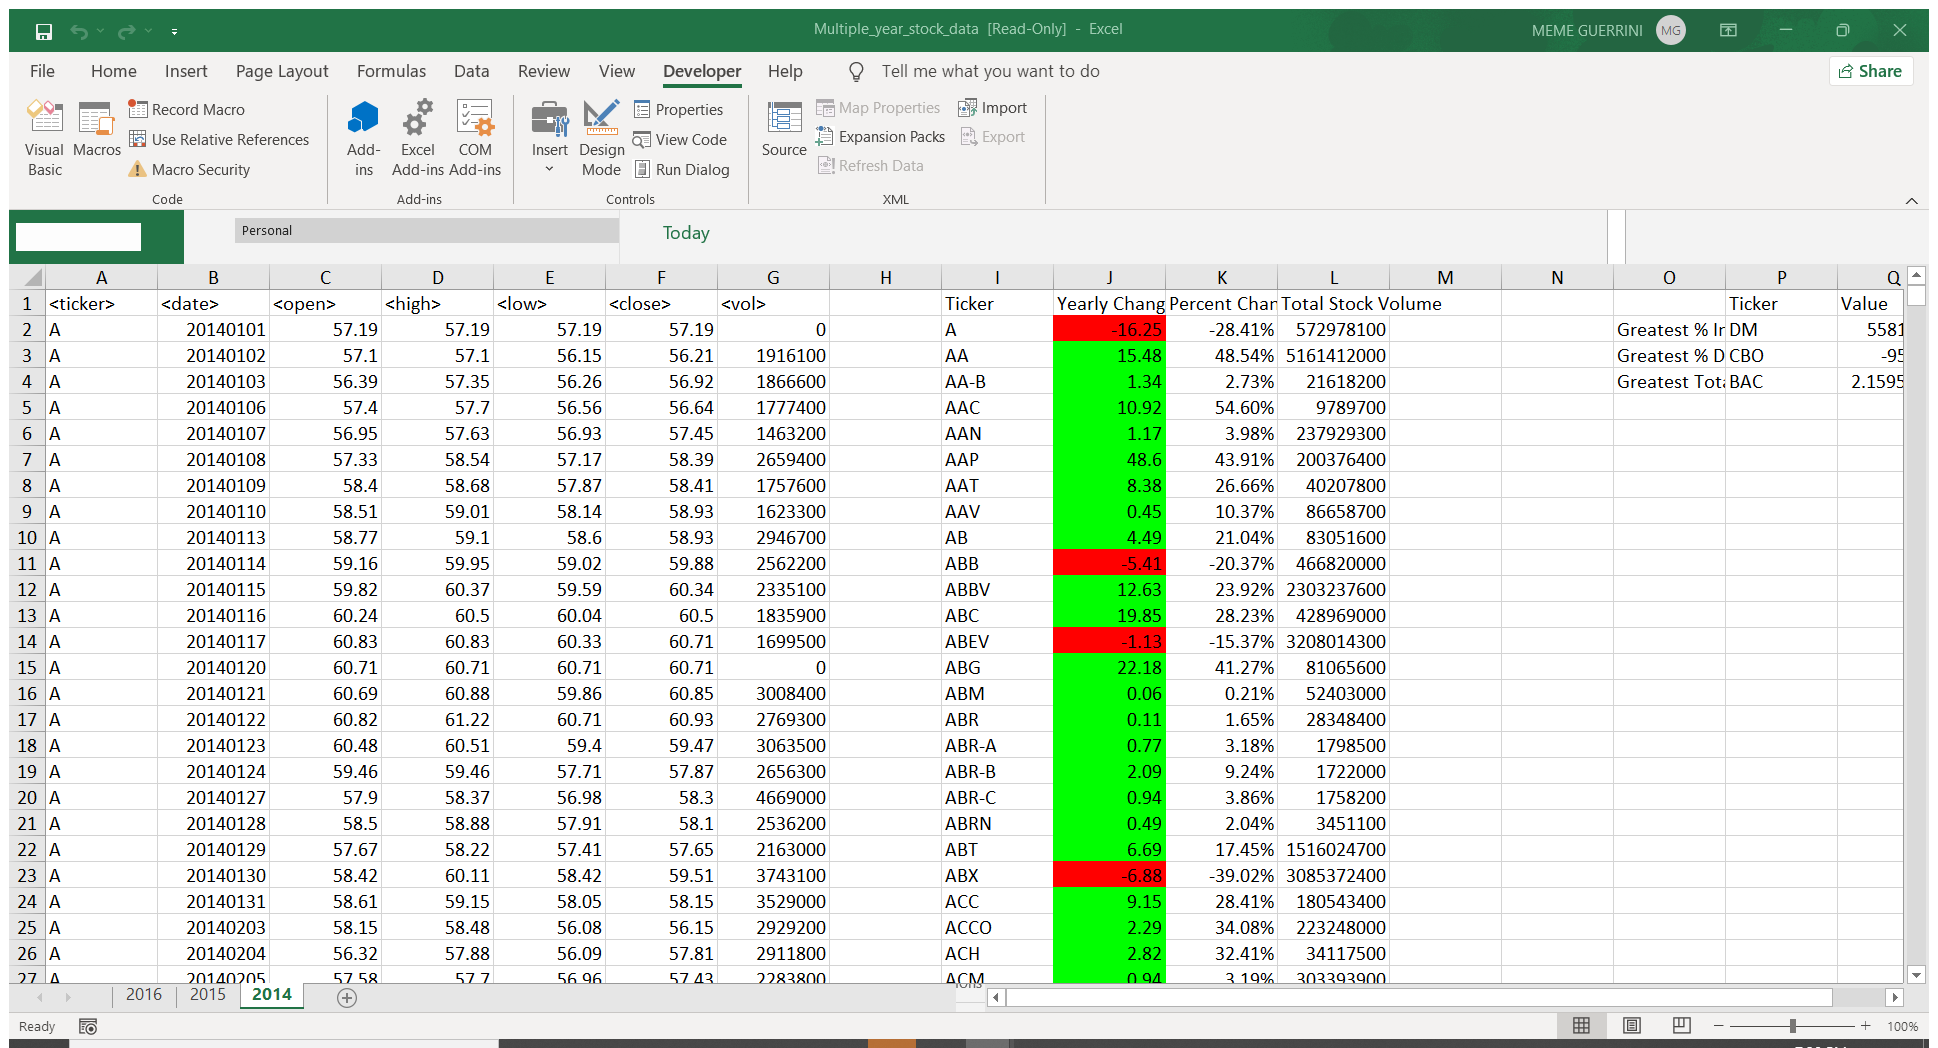 Multiple_year_stock_data [Read-Only] - Excel
MEME GUERRINI MG
File Home Insert Page Layout Formulas Data Review View Developer Help Tell me what you want to do Share
Visual Basic
Macros
Record Macro
Use Relative References
Macro Security
Code
Add-ins
Excel Add-ins
COM Add-ins
Add-ins
Insert
Design Mode
Properties
View Code
Run Dialog
Controls
Source
Map Properties
Expansion Packs
Refresh Data
Import
Export
XML
Personal
Today
A B C D E F G H I J K L M N O P Q
1 <ticker> <date> <open> <high> <low> <close> <vol> Ticker Yearly Chang Percent Char Total Stock Volume Ticker Value
2 A 20140101 57.19 57.19 57.19 57.19 0 A -16.25 -28.41% 572978100 Greatest % Ir DM 5581
3 A 20140102 57.1 57.1 56.15 56.21 1916100 AA 15.48 48.54% 5161412000 Greatest % D CBO -95
4 A 20140103 56.39 57.35 56.26 56.92 1866600 AA-B 1.34 2.73% 21618200 Greatest Tota BAC 2.1595
5 A 20140106 57.4 57.7 56.56 56.64 1777400 AAC 10.92 54.60% 9789700
6 A 20140107 56.95 57.63 56.93 57.45 1463200 AAN 1.17 3.98% 237929300
7 A 20140108 57.33 58.54 57.17 58.39 2659400 AAP 48.6 43.91% 200376400
8 A 20140109 58.4 58.68 57.87 58.41 1757600 AAT 8.38 26.66% 40207800
9 A 20140110 58.51 59.01 58.14 58.93 1623300 AAV 0.45 10.37% 86658700
10 A 20140113 58.77 59.1 58.6 58.93 2946700 AB 4.49 21.04% 83051600
11 A 20140114 59.16 59.95 59.02 59.88 2562200 ABB -5.41 -20.37% 466820000
12 A 20140115 59.82 60.37 59.59 60.34 2335100 ABBV 12.63 23.92% 2303237600
13 A 20140116 60.24 60.5 60.04 60.5 1835900 ABC 19.85 28.23% 428969000
14 A 20140117 60.83 60.83 60.33 60.71 1699500 ABEV -1.13 -15.37% 3208014300
15 A 20140120 60.71 60.71 60.71 60.71 0 ABG 22.18 41.27% 81065600
16 A 20140121 60.69 60.88 59.86 60.85 3008400 ABM 0.06 0.21% 52403000
17 A 20140122 60.82 61.22 60.71 60.93 2769300 ABR 0.11 1.65% 28348400
18 A 20140123 60.48 60.51 59.4 59.47 3063500 ABR-A 0.77 3.18% 1798500
19 A 20140124 59.46 59.46 57.71 57.87 2656300 ABR-B 2.09 9.24% 1722000
20 A 20140127 57.9 58.37 56.98 58.3 4669000 ABR-C 0.94 3.86% 1758200
21 A 20140128 58.5 58.88 57.91 58.1 2536200 ABRN 0.49 2.04% 3451100
22 A 20140129 57.67 58.22 57.41 57.65 2163000 ABT 6.69 17.45% 1516024700
23 A 20140130 58.42 60.11 58.42 59.51 3743100 ABX -6.88 -39.02% 3085372400
24 A 20140131 58.61 59.15 58.05 58.15 3529000 ACC 9.15 28.41% 180543400
25 A 20140203 58.15 58.48 56.08 56.15 2929200 ACCO 2.29 34.08% 223248000
26 A 20140204 56.32 57.88 56.09 57.81 2911800 ACH 2.82 32.41% 34117500
27 A 20140205 57.58 57.7 56.96 57.43 2283800 ACM 0.94 3.19% 303393900
2016 2015 2014
Ready 100%